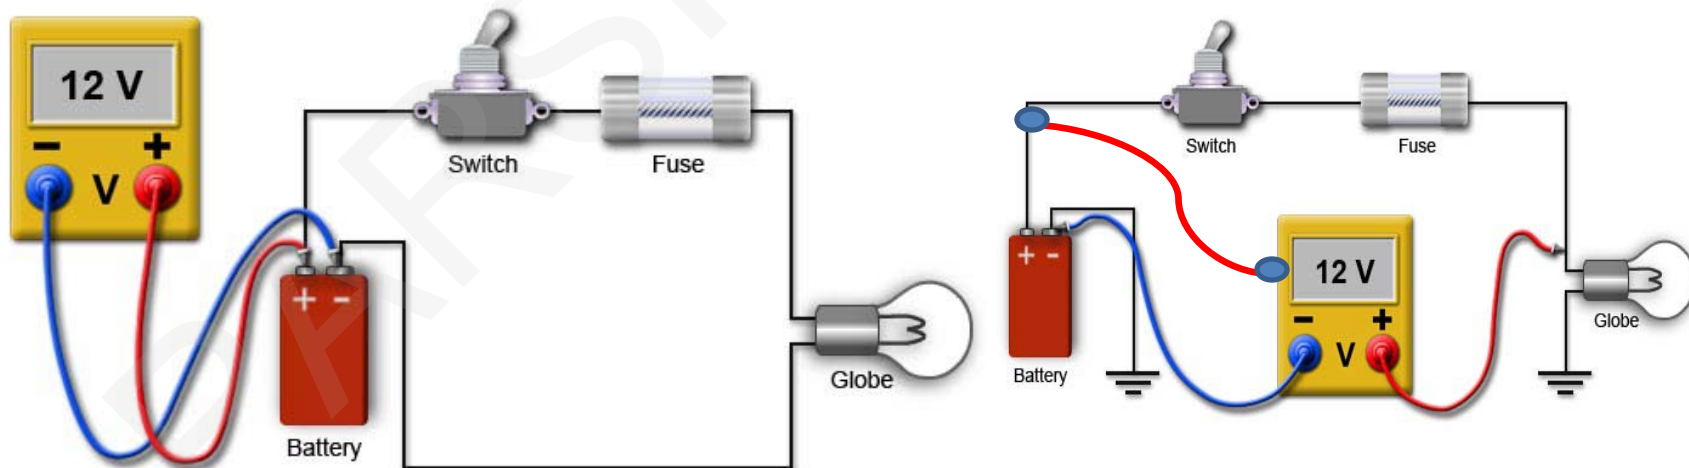 12 V
− +
V
Switch
Fuse
+ −
Battery
Globe
Switch
Fuse
+ −
Battery
12 V
− +
V
Globe